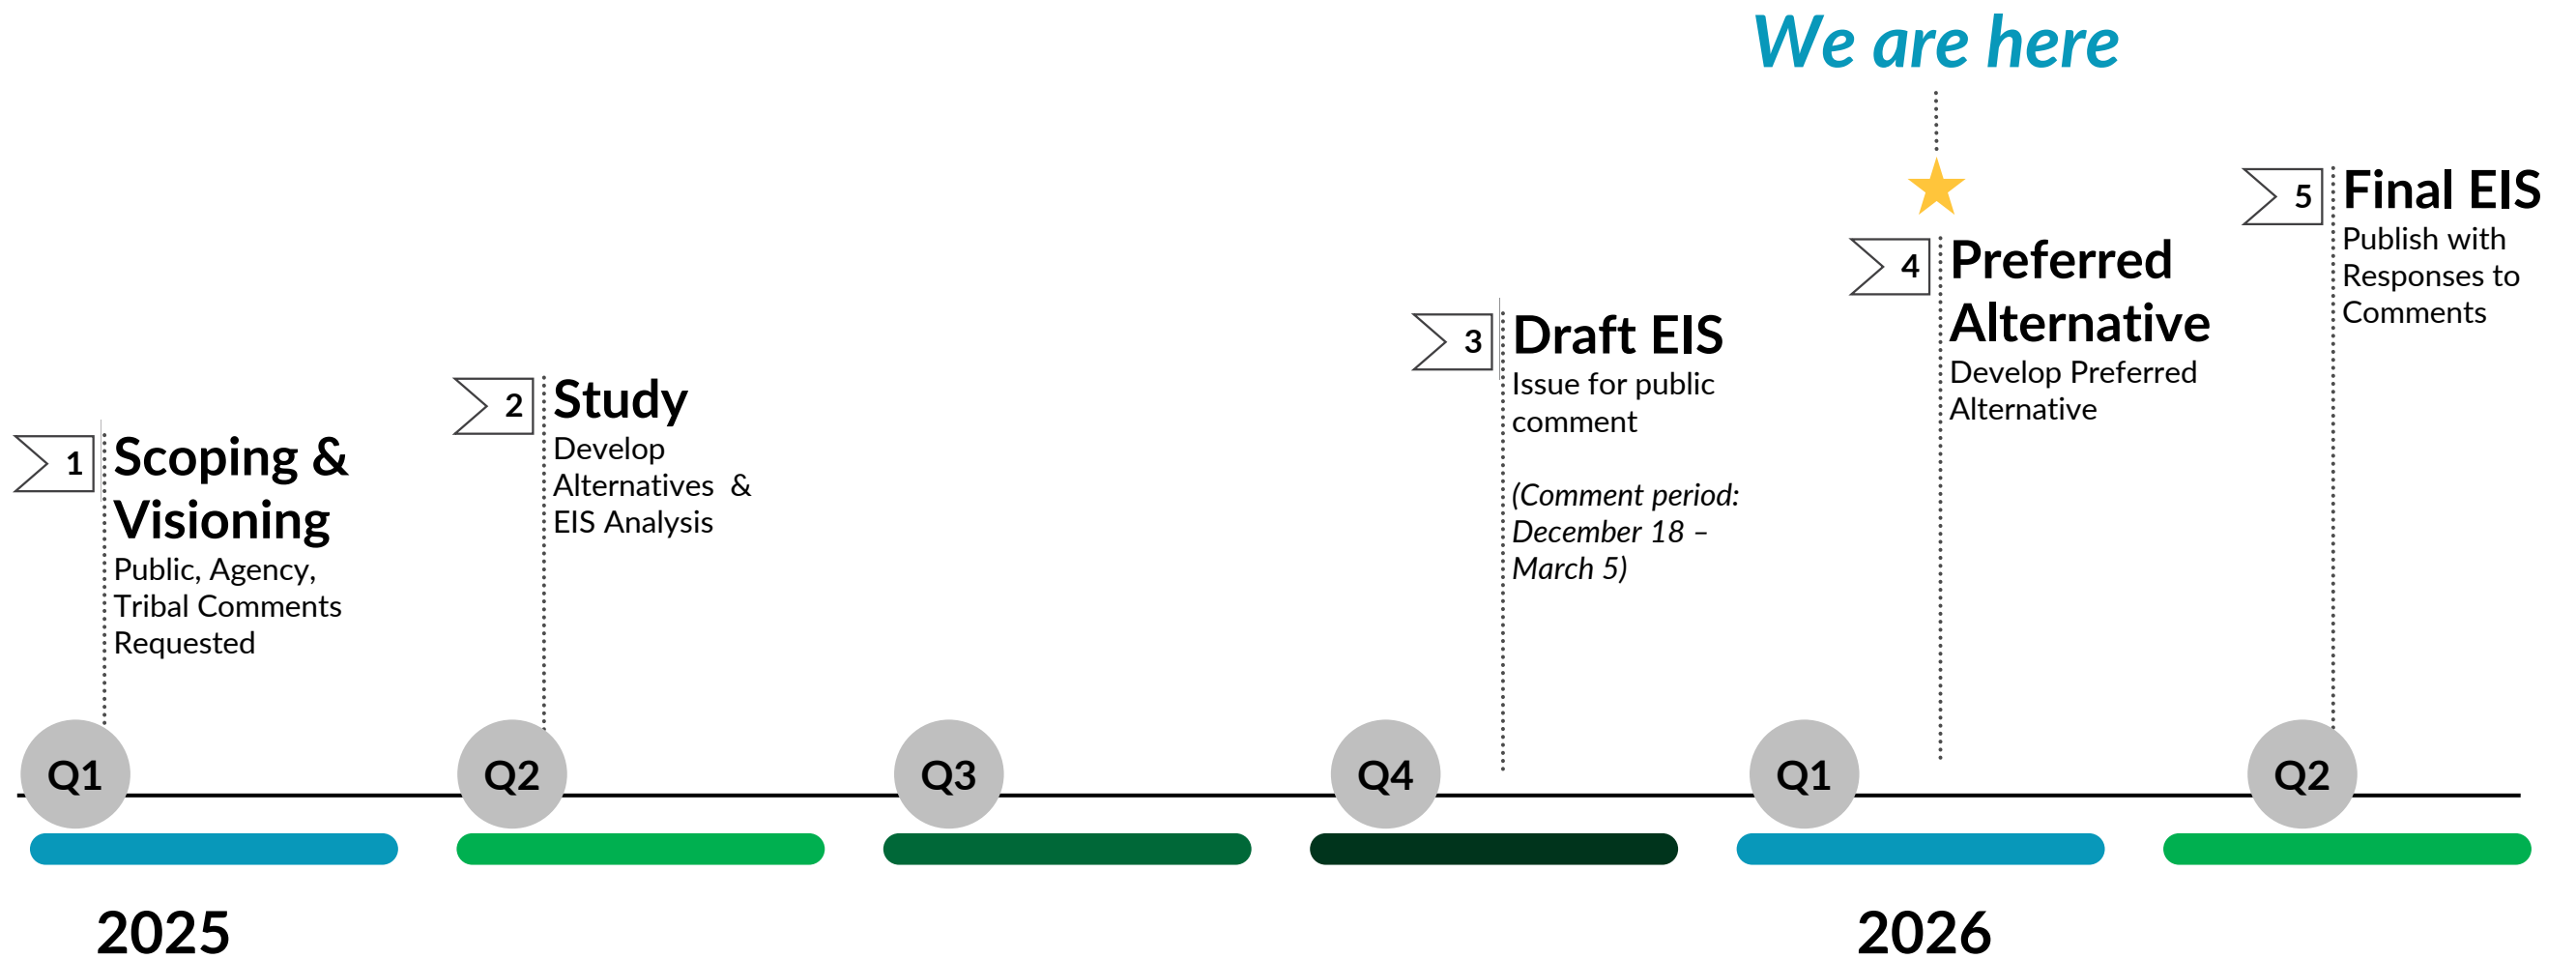 We are here
1
Scoping &
Visioning
Public, Agency,
Tribal Comments
Requested
2
Study
Develop
Alternatives &
EIS Analysis
3
Draft EIS
Issue for public
comment
(Comment period:
December 18 –
March 5)
4
Preferred
Alternative
Develop Preferred
Alternative
5
Final EIS
Publish with
Responses to
Comments
Q1
Q2
Q3
Q4
Q1
Q2
2025
2026